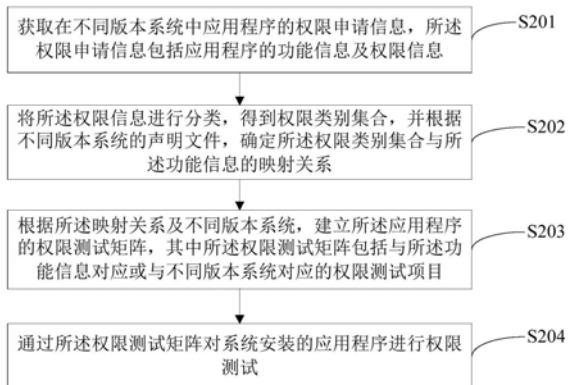 获取在不同版本系统中应用程序的权限申请信息，所述
权限申请信息包括应用程序的功能信息及权限信息
S201
将所述权限信息进行分类，得到权限类别集合，并根据
不同版本系统的声明文件，确定所述权限类别集合与所
述功能信息的映射关系
S202
根据所述映射关系及不同版本系统，建立所述应用程序
的权限测试矩阵，其中所述权限测试矩阵包括与所述功
能信息对应或与不同版本系统对应的权限测试项目
S203
通过所述权限测试矩阵对系统安装的应用程序进行权限
测试
S204